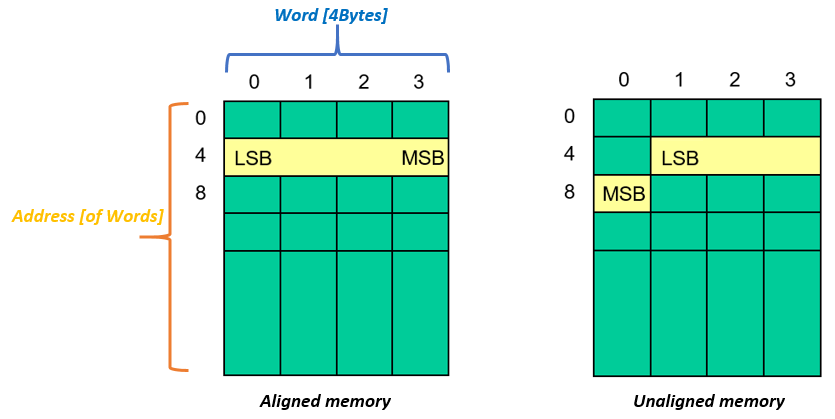 Word [4Bytes]
0 1 2 3
0
4 LSB MSB
8
Address [of Words]
Aligned memory
0 1 2 3
0
4 LSB
8 MSB
Unaligned memory